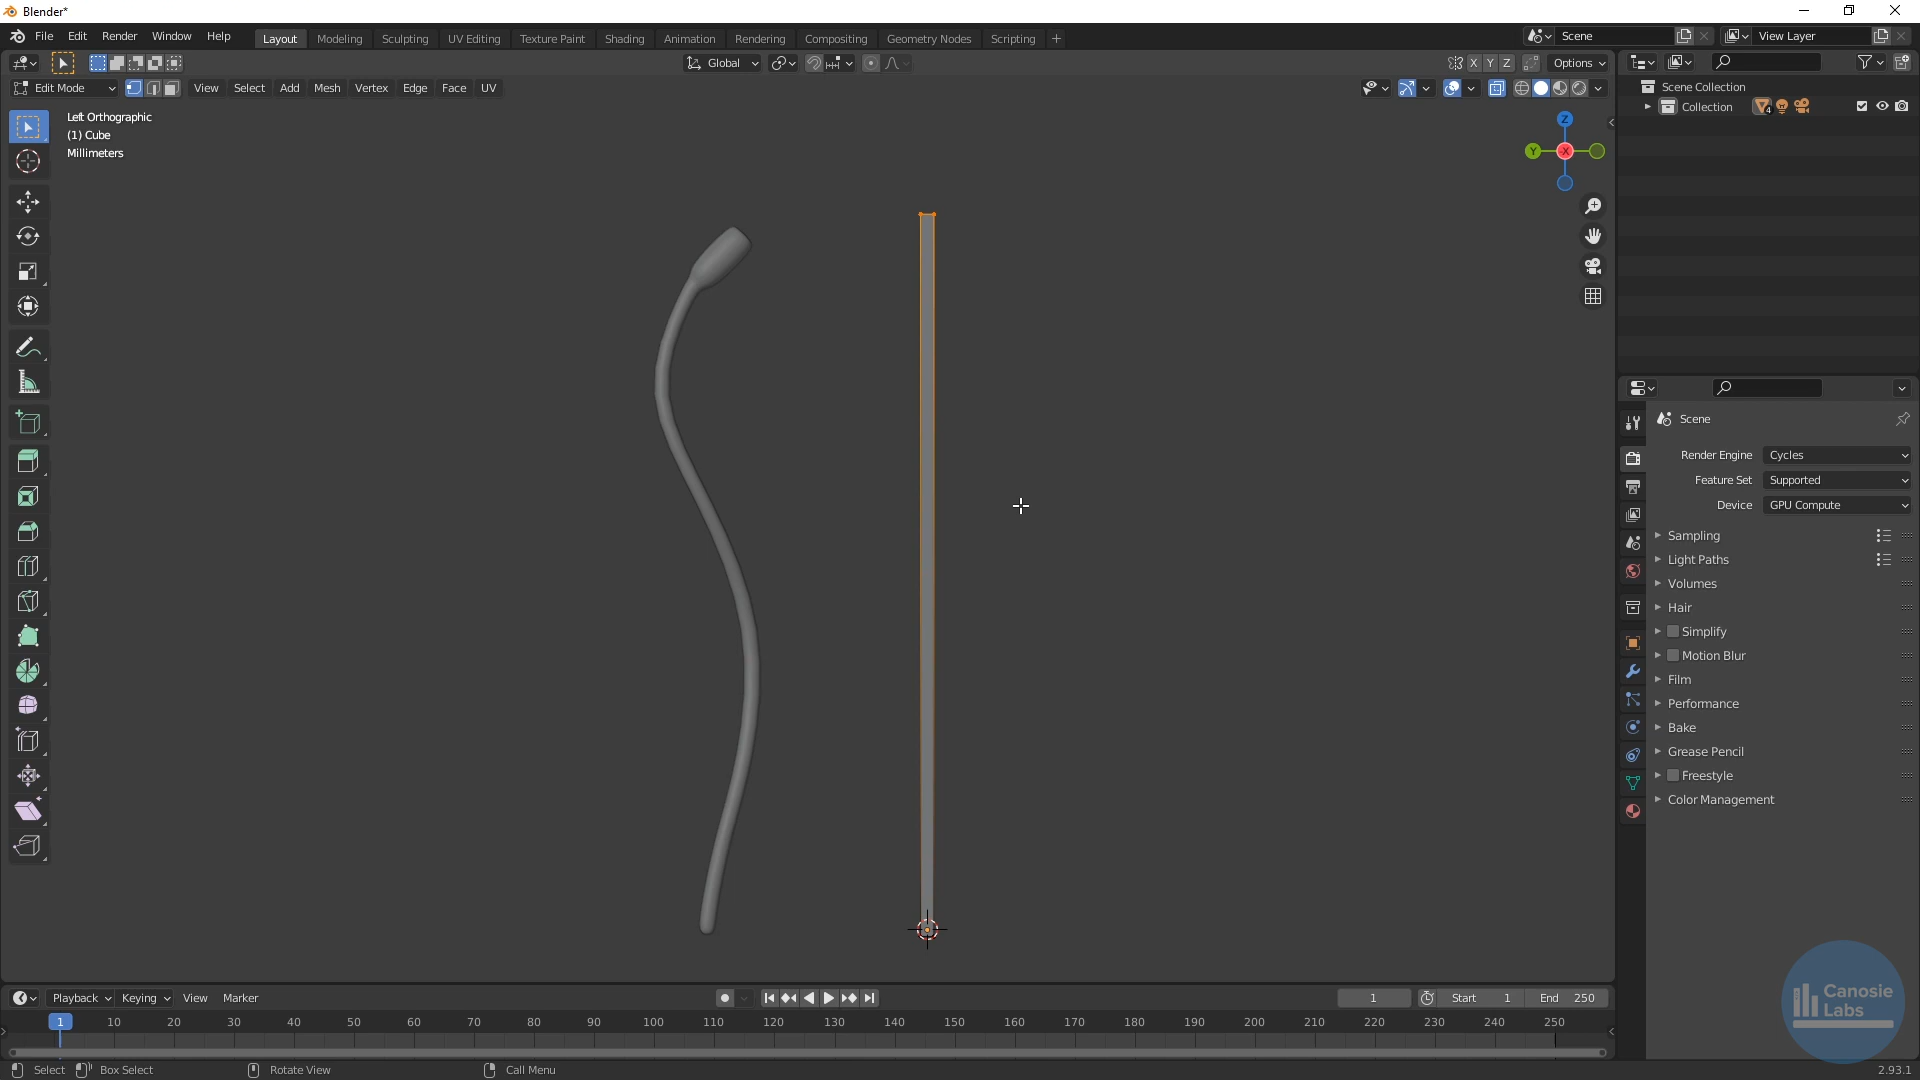 Blender*
File Edit Render Window Help Layout Modeling Sculpting UV Editing Texture Paint Shading Animation Rendering Compositing Geometry Nodes Scripting + Scene View Layer
Global X Y Z Options
Edit Mode View Select Add Mesh Vertex Edge Face UV
Scene Collection
Collection 4
Left Orthographic
(1) Cube
Millimeters
Z
Y X
Scene
Render Engine Cycles
Feature Set Supported
Device GPU Compute
Sampling
Light Paths
Volumes
Hair
Simplify
Motion Blur
Film
Performance
Bake
Grease Pencil
Freestyle
Color Management
Canosie
Labs
Playback Keying View Marker 1 Start 1 End 250
1 10 20 30 40 50 60 70 80 90 100 110 120 130 140 150 160 170 180 190 200 210 220 230 240 250
Select Box Select Rotate View Call Menu 2.93.1